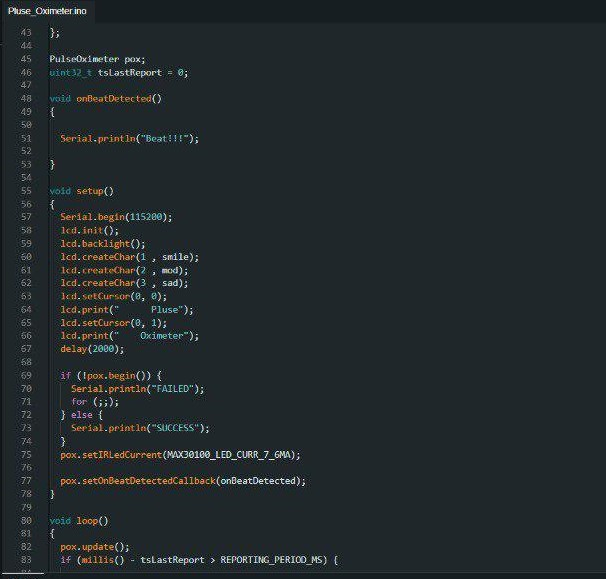 Pluse_Oximeter.ino
43 };
44
45 PulseOximeter pox;
46 uint32_t tsLastReport = 0;
47
48 void onBeatDetected()
49 {
50
51   Serial.println("Beat!!!");
52
53 }
54
55 void setup()
56 {
57   Serial.begin(115200);
58   lcd.init();
59   lcd.backlight();
60   lcd.createChar(1 , smile);
61   lcd.createChar(2 , mod);
62   lcd.createChar(3 , sad);
63   lcd.setCursor(0, 0);
64   lcd.print("      Pluse");
65   lcd.setCursor(0, 1);
66   lcd.print("    Oximeter");
67   delay(2000);
68
69   if (!pox.begin()) {
70     Serial.println("FAILED");
71     for (;;);
72   } else {
73     Serial.println("SUCCESS");
74   }
75   pox.setIRLedCurrent(MAX30100_LED_CURR_7_6MA);
76
77   pox.setOnBeatDetectedCallback(onBeatDetected);
78 }
79
80 void loop()
81 {
82   pox.update();
83   if (millis() - tsLastReport > REPORTING_PERIOD_MS) {